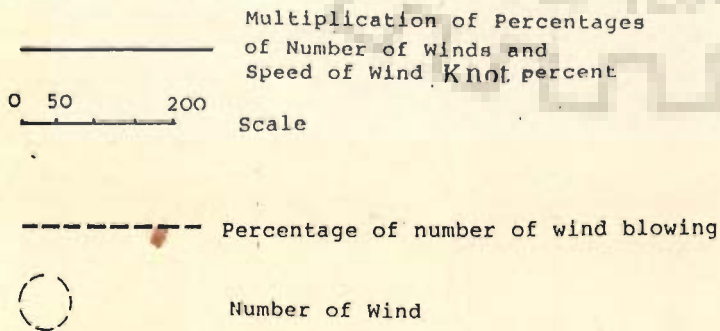 Multiplication of Percentages
of Number of Winds and
Speed of Wind Knot percent
0 50 200
Scale
Percentage of number of wind blowing
Number of Wind